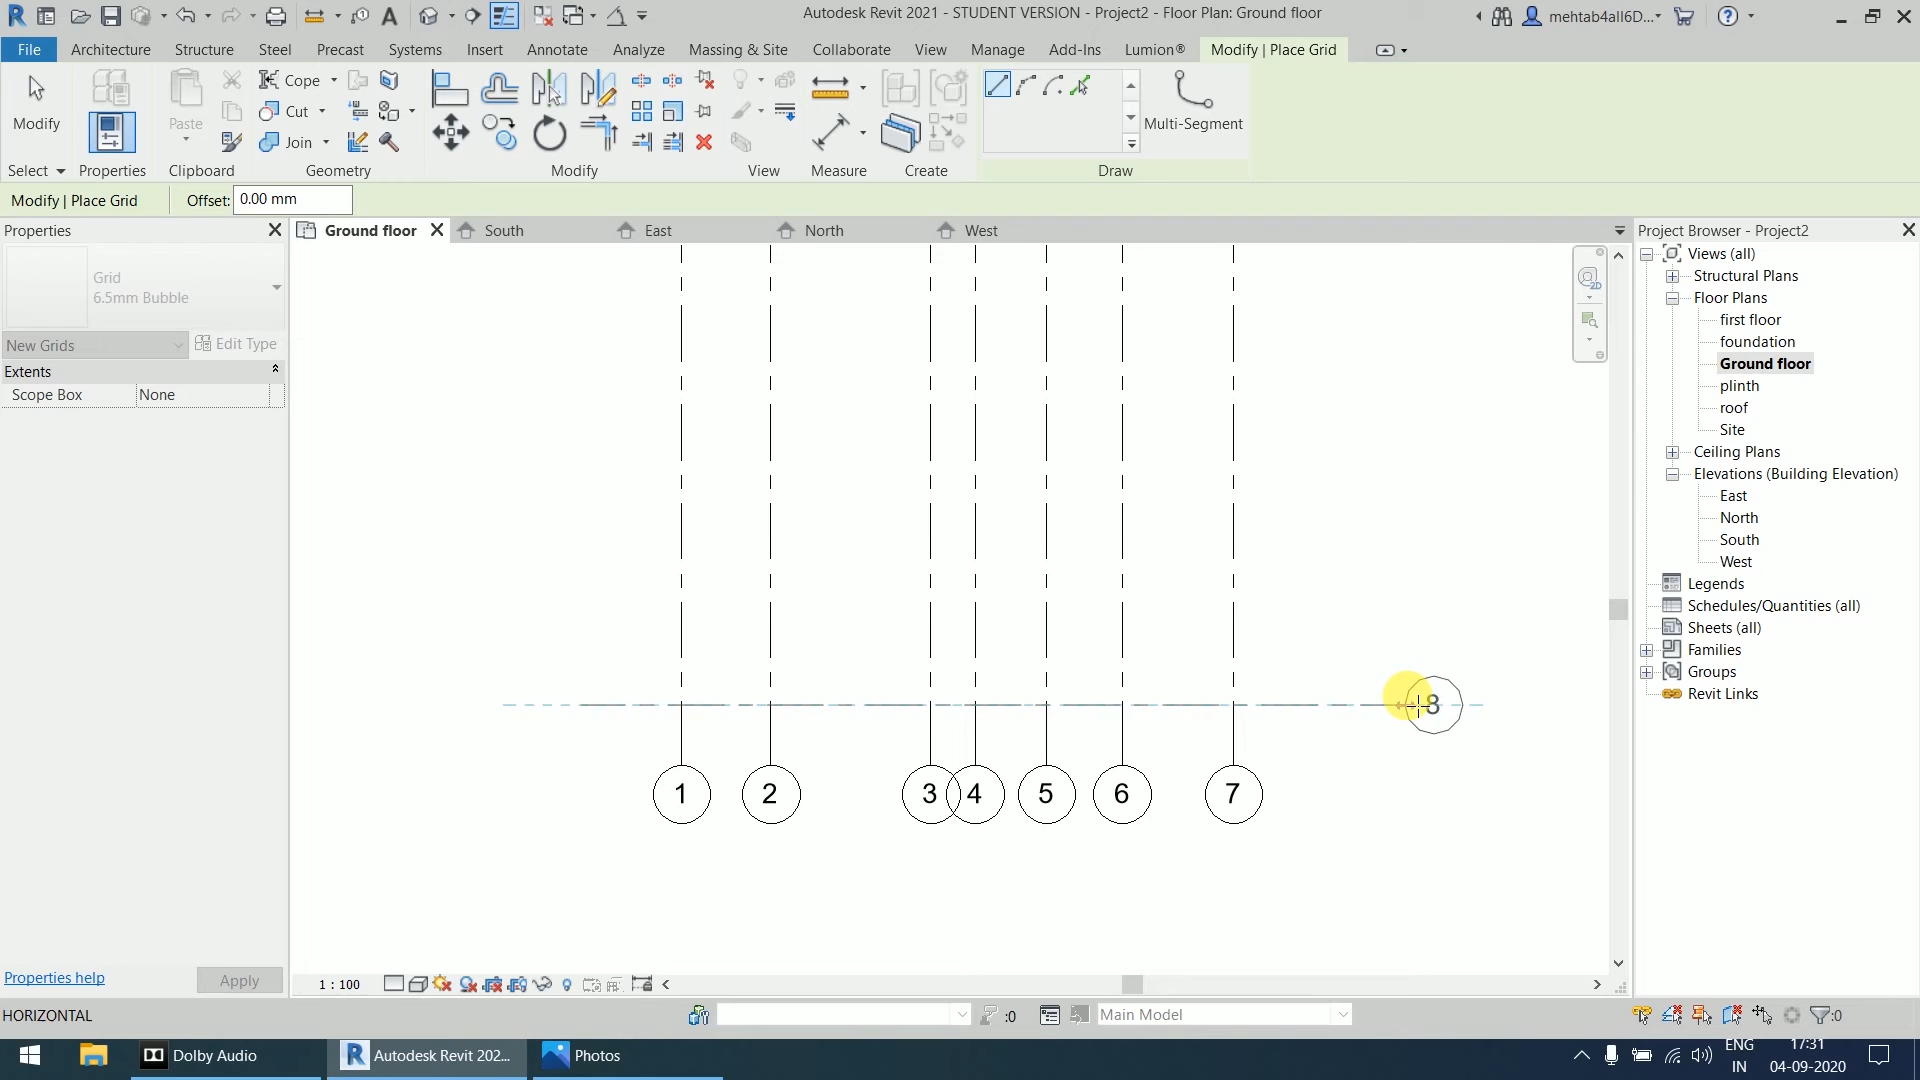 Autodesk Revit 2021 - STUDENT VERSION - Project2 - Floor Plan: Ground floor
mehtab4all6D...
File Architecture Structure Steel Precast Systems Insert Annotate Analyze Massing & Site Collaborate View Manage Add-Ins Lumion® Modify | Place Grid
Modify Paste Cope Cut Join Multi-Segment
Select Properties Clipboard Geometry Modify View Measure Create Draw
Modify | Place Grid Offset: 0.00 mm
Properties
Ground floor South East North West
Project Browser - Project2
Grid
6.5mm Bubble
New Grids Edit Type
Extents
Scope Box None
Views (all)
Structural Plans
Floor Plans
first floor
foundation
Ground floor
plinth
roof
Site
Ceiling Plans
Elevations (Building Elevation)
East
North
South
West
Legends
Schedules/Quantities (all)
Sheets (all)
Families
Groups
Revit Links
2D
8
1 2 3 4 5 6 7
Properties help Apply
1 : 100
HORIZONTAL
:0
Main Model
:0
Dolby Audio Autodesk Revit 202... Photos
ENG
IN
17:31
04-09-2020